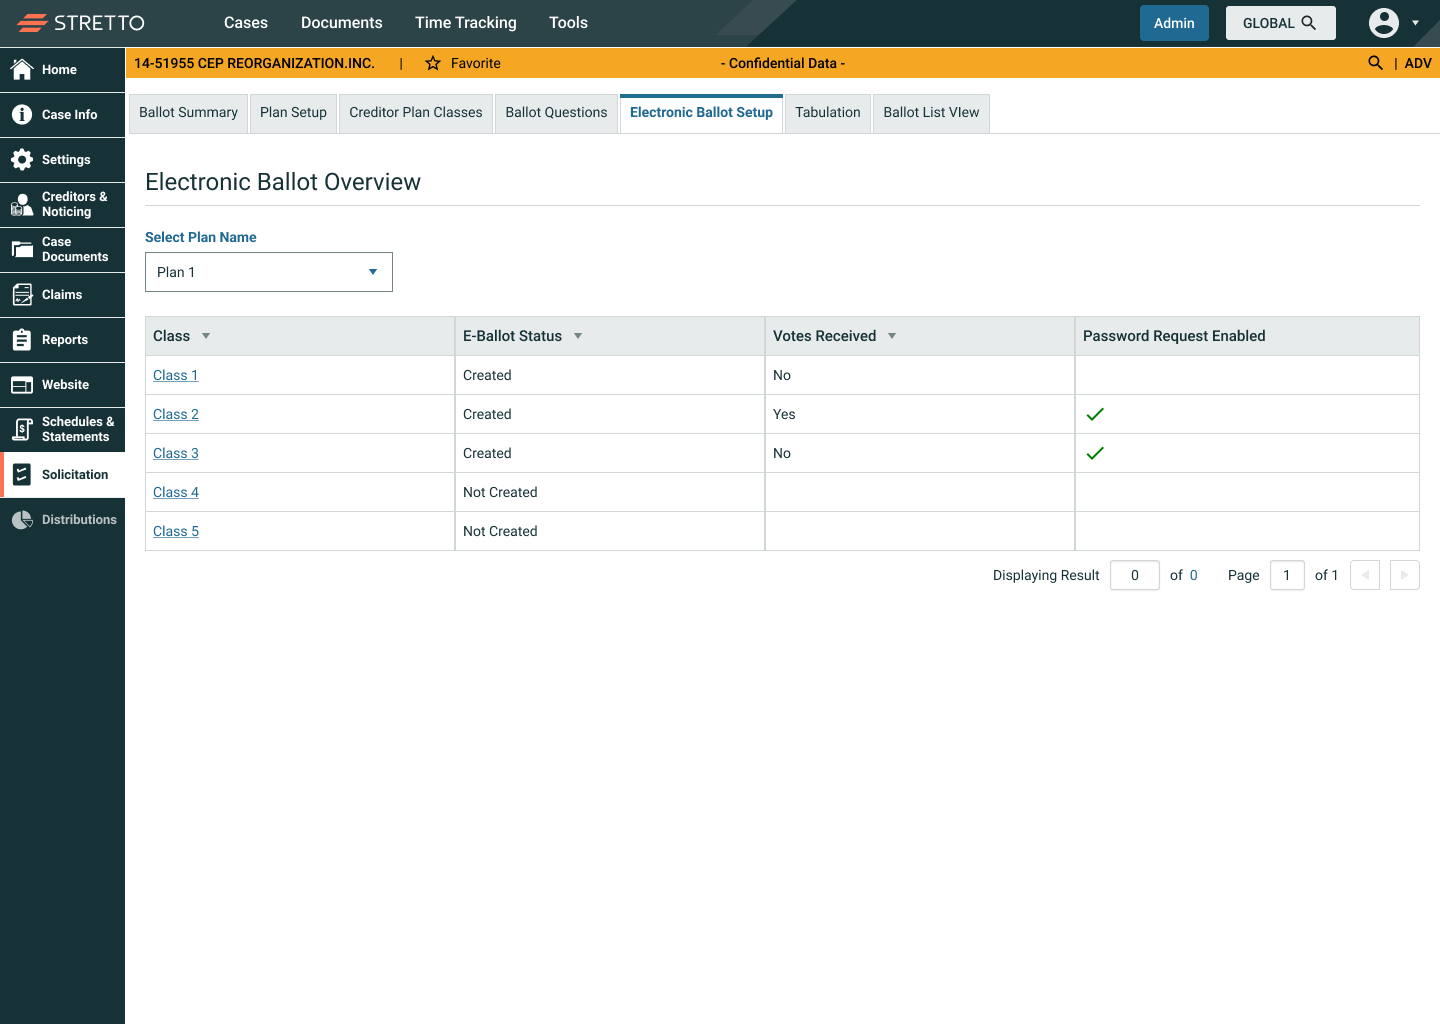 STRETTO Cases Documents Time Tracking Tools Admin GLOBAL
14-51955 CEP REORGANIZATION.INC. | Favorite - Confidential Data - | ADV
Home
Case Info
Settings
Creditors &
Noticing
Case
Documents
Claims
Reports
Website
Schedules &
Statements
Solicitation
Distributions
Ballot Summary Plan Setup Creditor Plan Classes Ballot Questions Electronic Ballot Setup Tabulation Ballot List VIew
Electronic Ballot Overview
Select Plan Name
Plan 1
Class E-Ballot Status Votes Received Password Request Enabled
Class 1 Created No
Class 2 Created Yes
Class 3 Created No
Class 4 Not Created
Class 5 Not Created
Displaying Result 0 of 0 Page 1 of 1